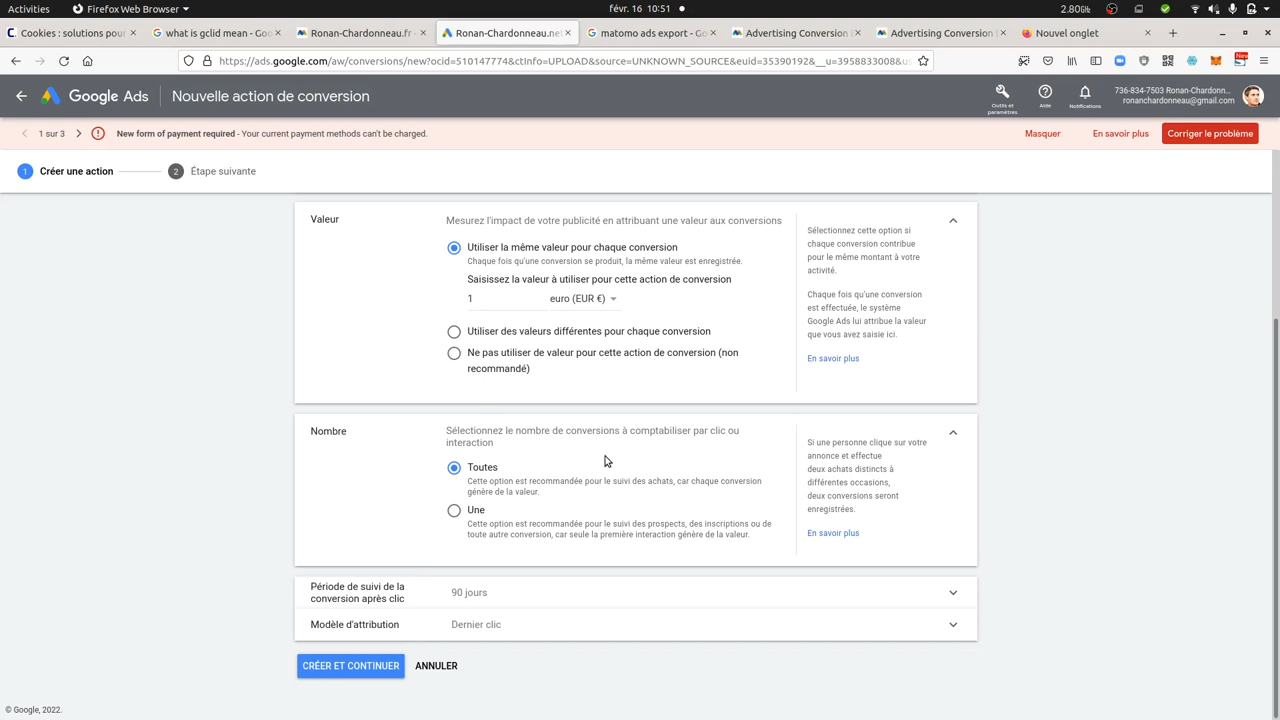 Activities
Firefox Web Browser
févr. 16 10:51
2.80GHz
Cookies : solutions pour
what is gclid mean - Goo
Ronan-Chardonneau.fr -
Ronan-Chardonneau.net
matomo ads export - Go
Advertising Conversion E
Advertising Conversion E
Nouvel onglet
https://ads.google.com/aw/conversions/new?ocid=510147774&ctInfo=UPLOAD&source=UNKNOWN_SOURCE&euid=35390192&__u=3958833008&us
New
Google Ads
Nouvelle action de conversion
Outils et
paramètres
Aide
Notifications
736-834-7503 Ronan-Chardonn...
ronanchardonneau@gmail.com
1 sur 3
New form of payment required - Your current payment methods can't be charged.
Masquer
En savoir plus
Corriger le problème
1 Créer une action
2 Étape suivante
Valeur
Mesurez l'impact de votre publicité en attribuant une valeur aux conversions
Utiliser la même valeur pour chaque conversion
Chaque fois qu'une conversion se produit, la même valeur est enregistrée.
Saisissez la valeur à utiliser pour cette action de conversion
1 euro (EUR €)
Utiliser des valeurs différentes pour chaque conversion
Ne pas utiliser de valeur pour cette action de conversion (non
recommandé)
Sélectionnez cette option si
chaque conversion contribue
pour le même montant à votre
activité.
Chaque fois qu'une conversion
est effectuée, le système
Google Ads lui attribue la valeur
que vous avez saisie ici.
En savoir plus
Nombre
Sélectionnez le nombre de conversions à comptabiliser par clic ou
interaction
Toutes
Cette option est recommandée pour le suivi des achats, car chaque conversion
génère de la valeur.
Une
Cette option est recommandée pour le suivi des prospects, des inscriptions ou de
toute autre conversion, car seule la première interaction génère de la valeur.
Si une personne clique sur votre
annonce et effectue
deux achats distincts à
différentes occasions,
deux conversions seront
enregistrées.
En savoir plus
Période de suivi de la
conversion après clic
90 jours
Modèle d'attribution
Dernier clic
CRÉER ET CONTINUER
ANNULER
© Google, 2022.